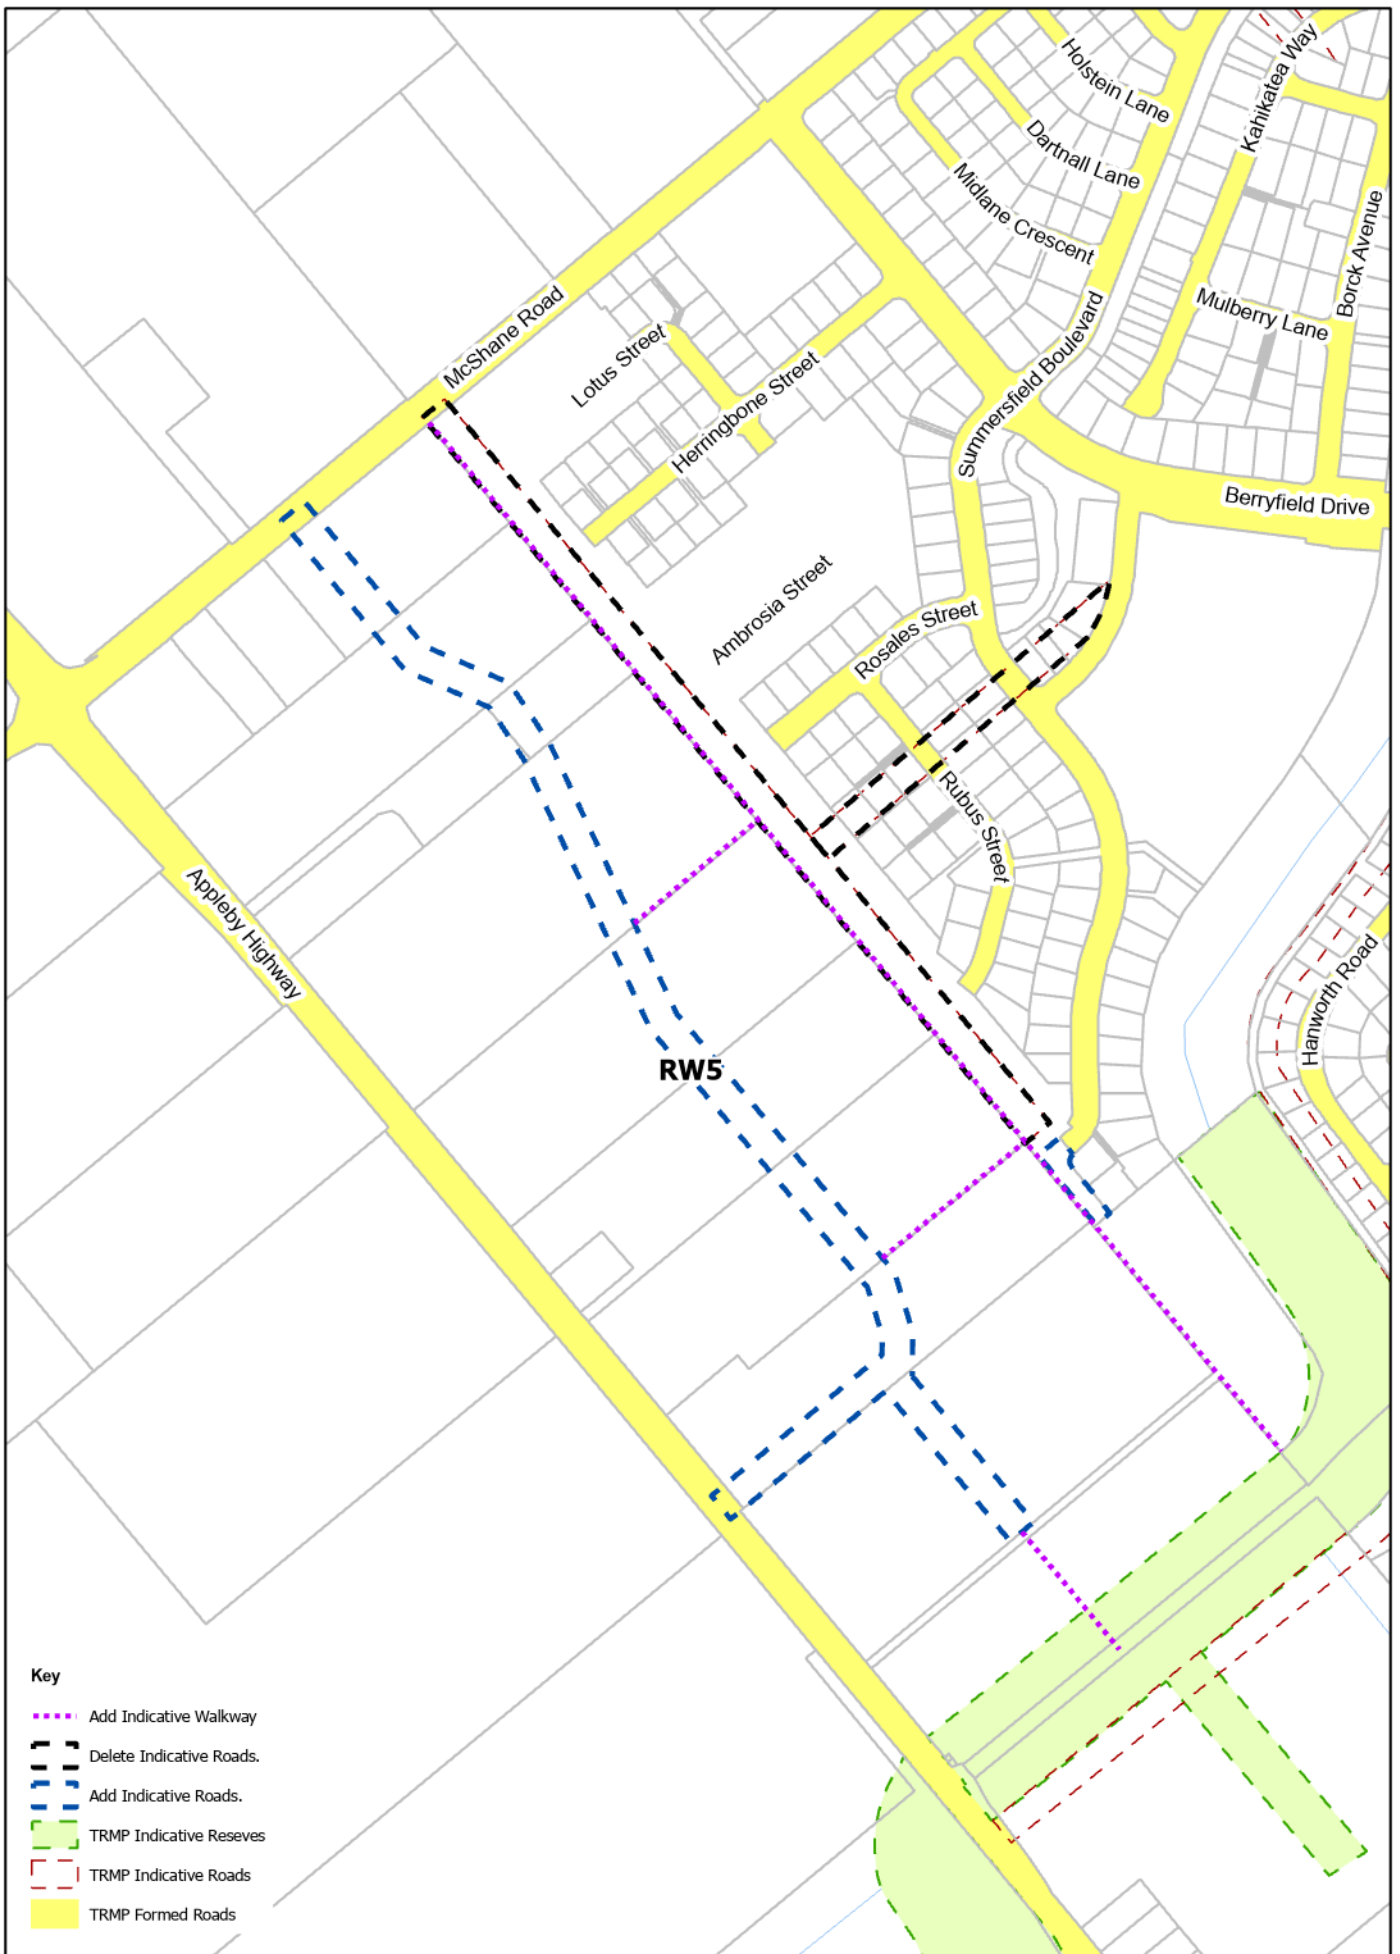 Holstein Lane
Kahikatea Way
Dartnall Lane
Midlane Crescent
Borck Avenue
McShane Road
Mulberry Lane
Lotus Street
Summersfield Boulevard
Herringbone Street
Berryfield Drive
Ambrosia Street
Rosales Street
Rubus Street
Appleby Highway
Hanworth Road
RW5
Key
Add Indicative Walkway
Delete Indicative Roads.
Add Indicative Roads.
TRMP Indicative Reseves
TRMP Indicative Roads
TRMP Formed Roads